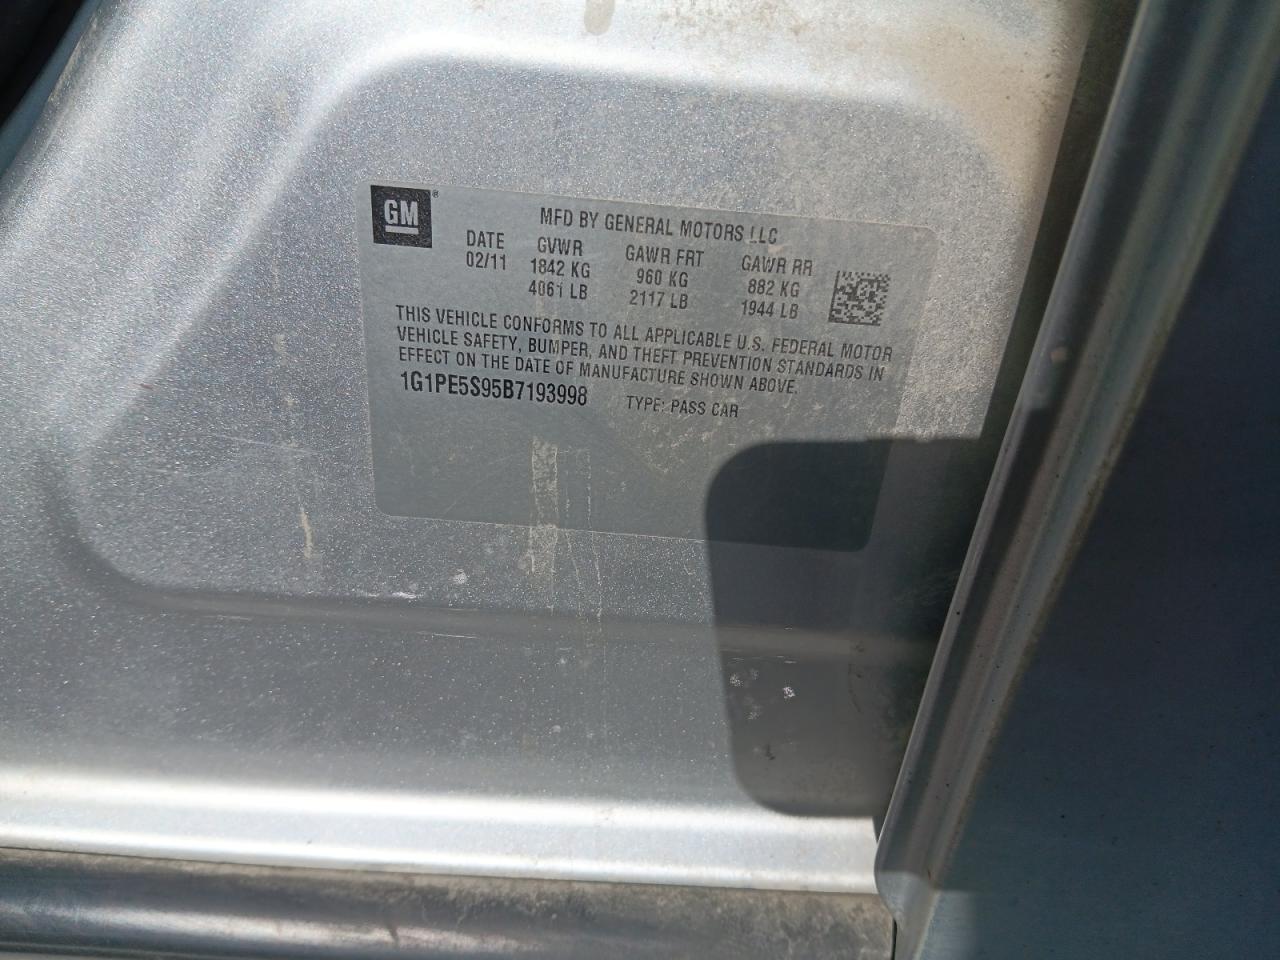 GM®
MFD BY GENERAL MOTORS LLC
DATE GVWR GAWR FRT GAWR RR
02/11 1842 KG 960 KG 882 KG
4061 LB 2117 LB 1944 LB
THIS VEHICLE CONFORMS TO ALL APPLICABLE U.S. FEDERAL MOTOR
VEHICLE SAFETY, BUMPER, AND THEFT PREVENTION STANDARDS IN
EFFECT ON THE DATE OF MANUFACTURE SHOWN ABOVE.
1G1PE5S95B7193998 TYPE: PASS CAR